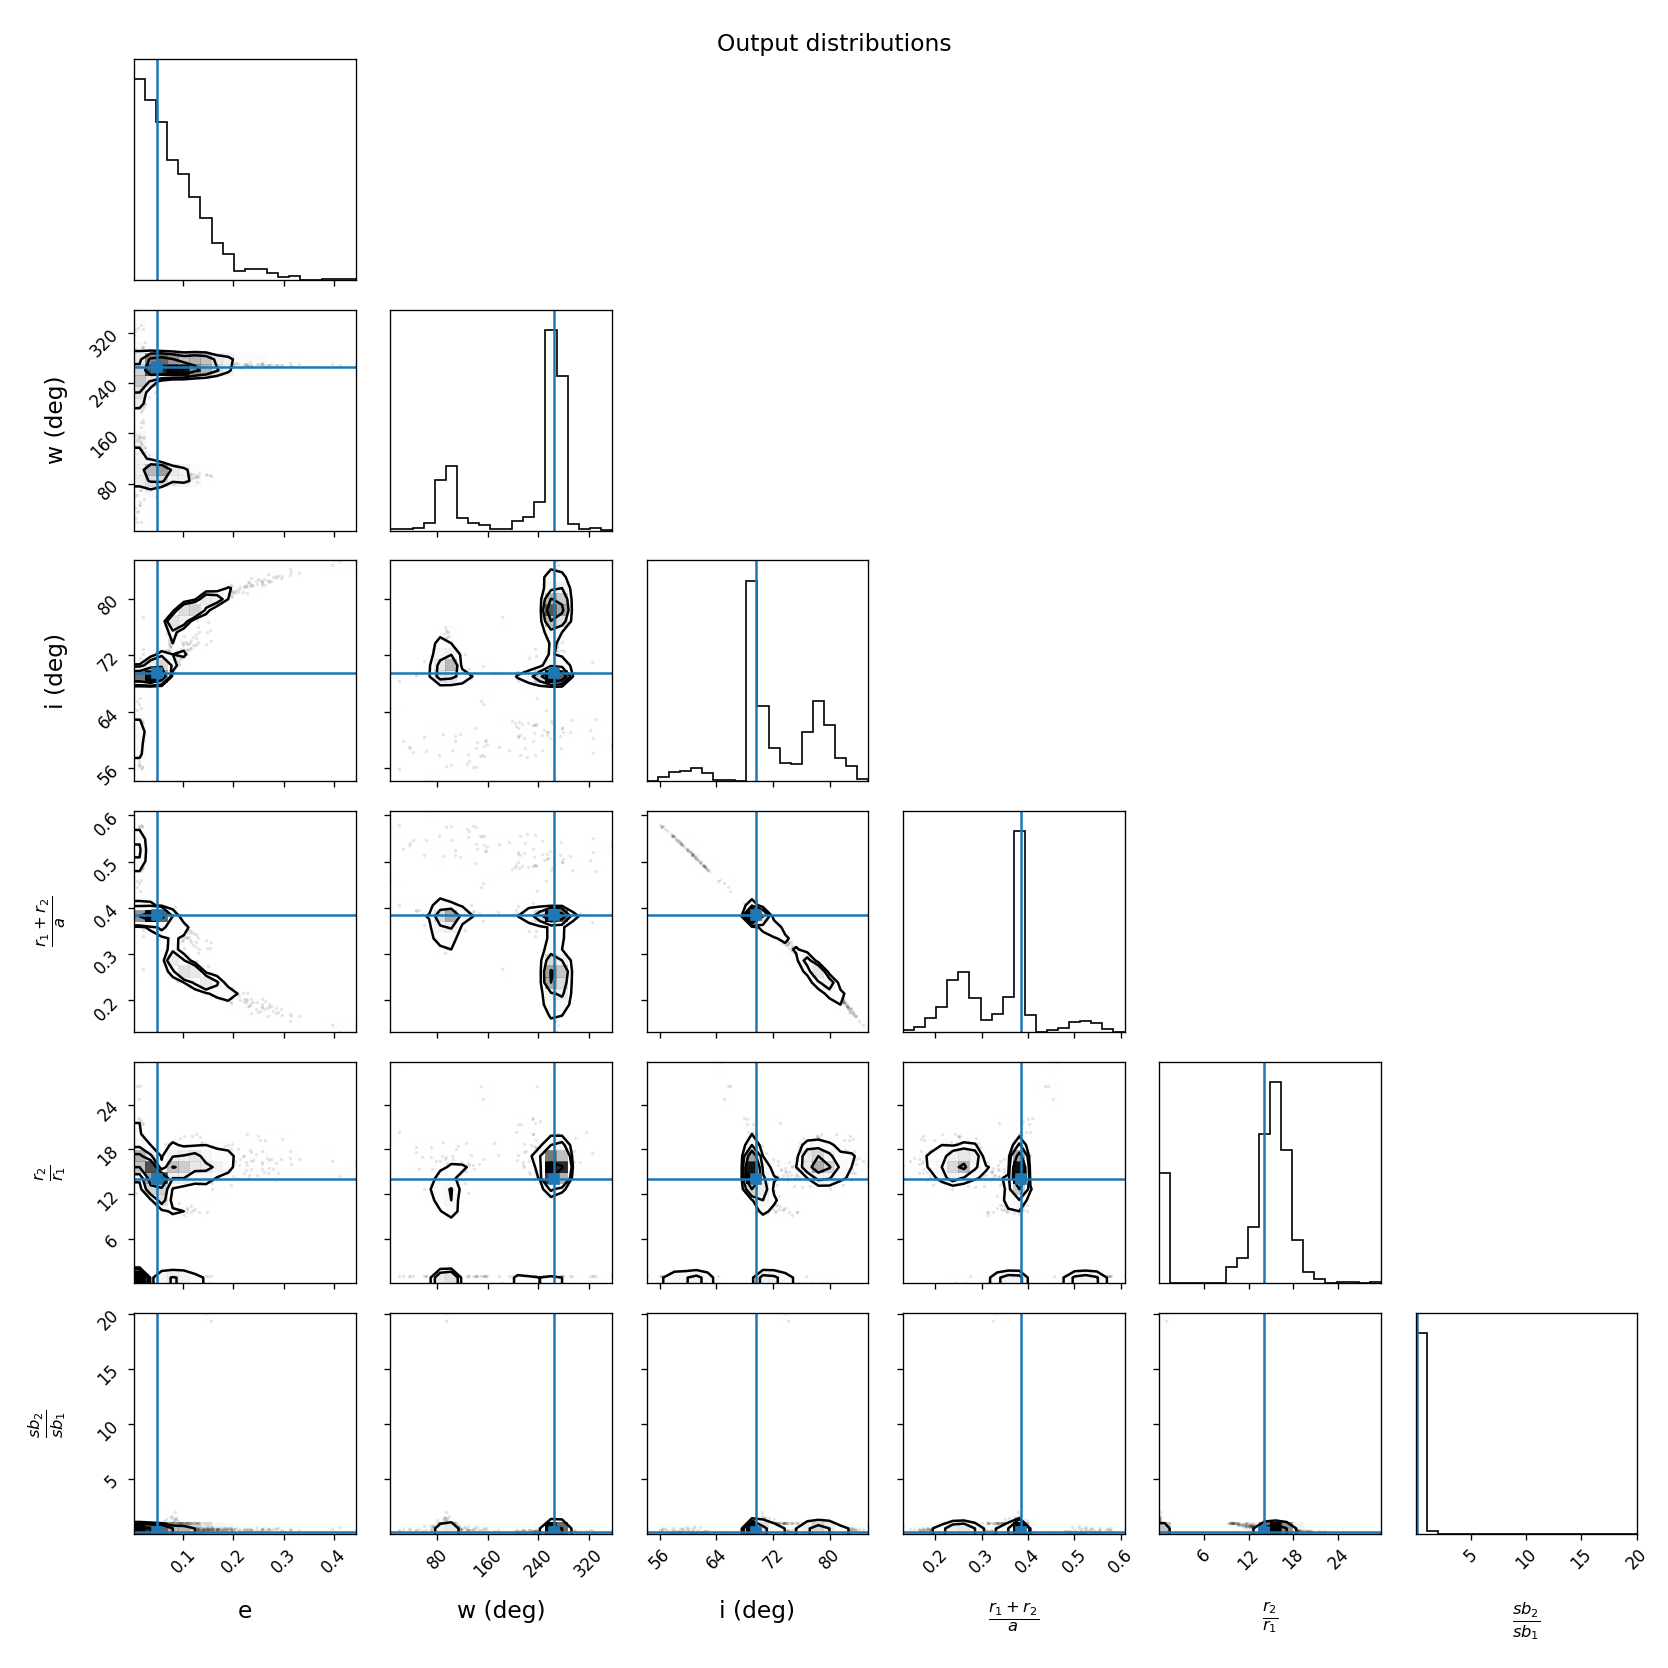 Output distributions
320
240
160
80
w (deg)
80
72
64
56
i (deg)
0.6
0.5
0.4
0.3
0.2
r₁ + r₂
a
24
18
12
6
r₂
r₁
20
15
10
5
sb₂
sb₁
0.1 0.2 0.3 0.4 80 160 240 320 56 64 72 80 0.2 0.3 0.4 0.5 0.6 6 12 18 24 5 10 15 20
e w (deg) i (deg) r₁ + r₂ r₂ sb₂
a r₁ sb₁